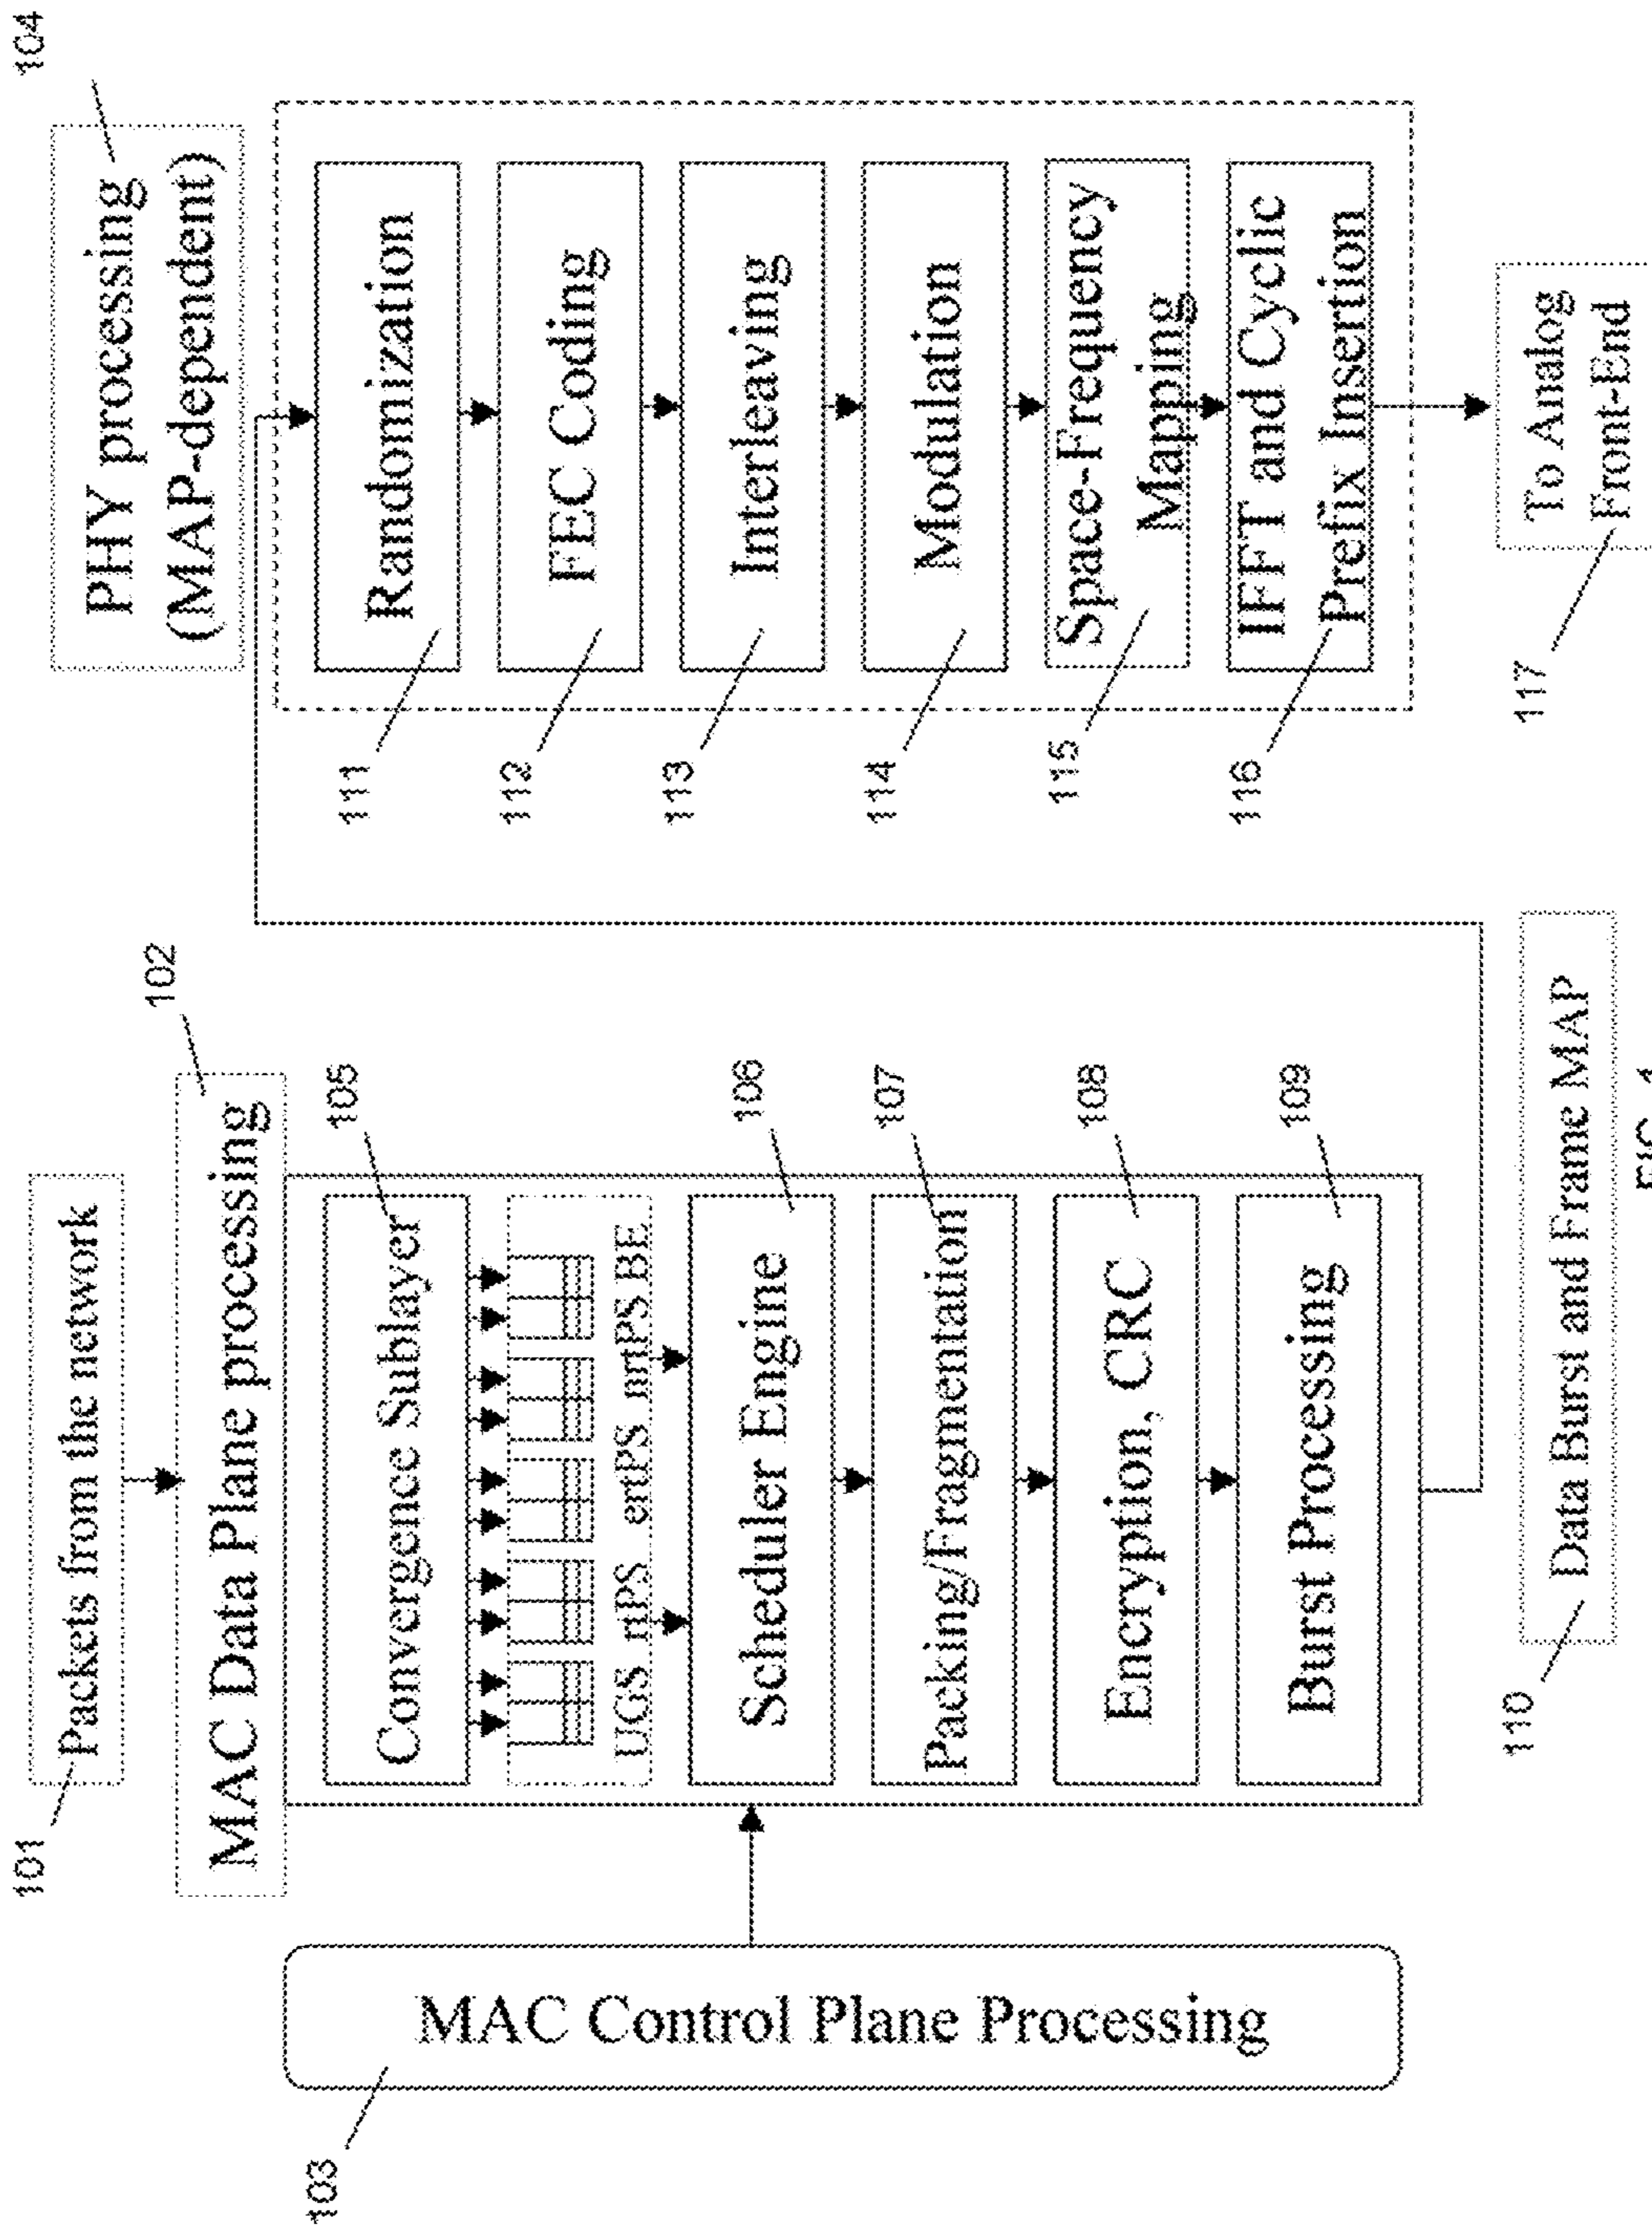 101
Packets from the network
102
MAC Data Plane processing
103
MAC Control Plane Processing
105
Convergence Sublayer
UGS rtPS ertPS nrtPS BE
106
Scheduler Engine
107
Packing/Fragmentation
108
Encryption, CRC
109
Burst Processing
110
Data Burst and Frame MAP
104
PHY processing
(MAP-dependent)
111
Randomization
112
FEC Coding
113
Interleaving
114
Modulation
115
Space-Frequency
Mapping
116
IFFT and Cyclic
Prefix Insertion
117
To Analog
Front-End